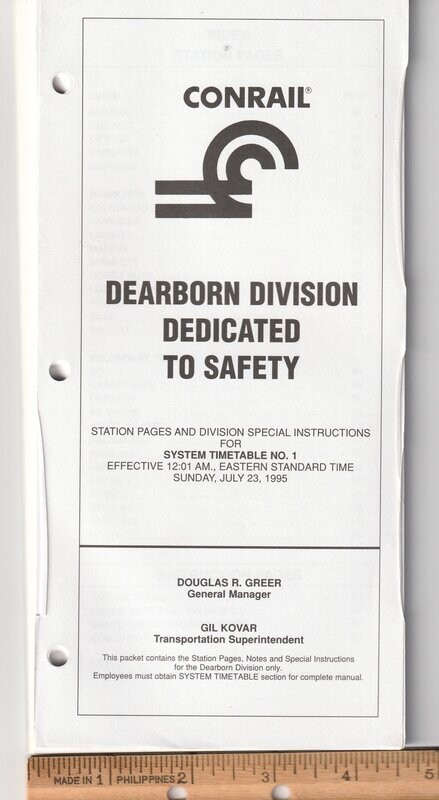 CONRAIL®
DEARBORN DIVISION
DEDICATED
TO SAFETY
STATION PAGES AND DIVISION SPECIAL INSTRUCTIONS
FOR
SYSTEM TIMETABLE NO. 1
EFFECTIVE 12:01 AM., EASTERN STANDARD TIME
SUNDAY, JULY 23, 1995
DOUGLAS R. GREER
General Manager
GIL KOVAR
Transportation Superintendent
This packet contains the Station Pages, Notes and Special Instructions
for the Dearborn Division only.
Employees must obtain SYSTEM TIMETABLE section for complete manual.
MADE IN 1 PHILIPPINES 2 3 4 5